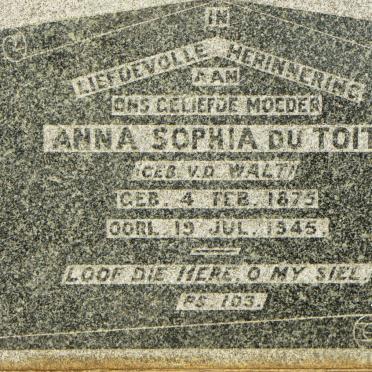 IN
LIEFDEVOLLE HERINNERING
AAN
ONS GELIEFDE MOEDER
ANNA SOPHIA DU TOIT
(GEB. V.D. WALT)
GEB. 4 FEB. 1875
OORL. 19 JUL. 1945.
LOOF DIE HERE, O MY SIEL
PS. 103.